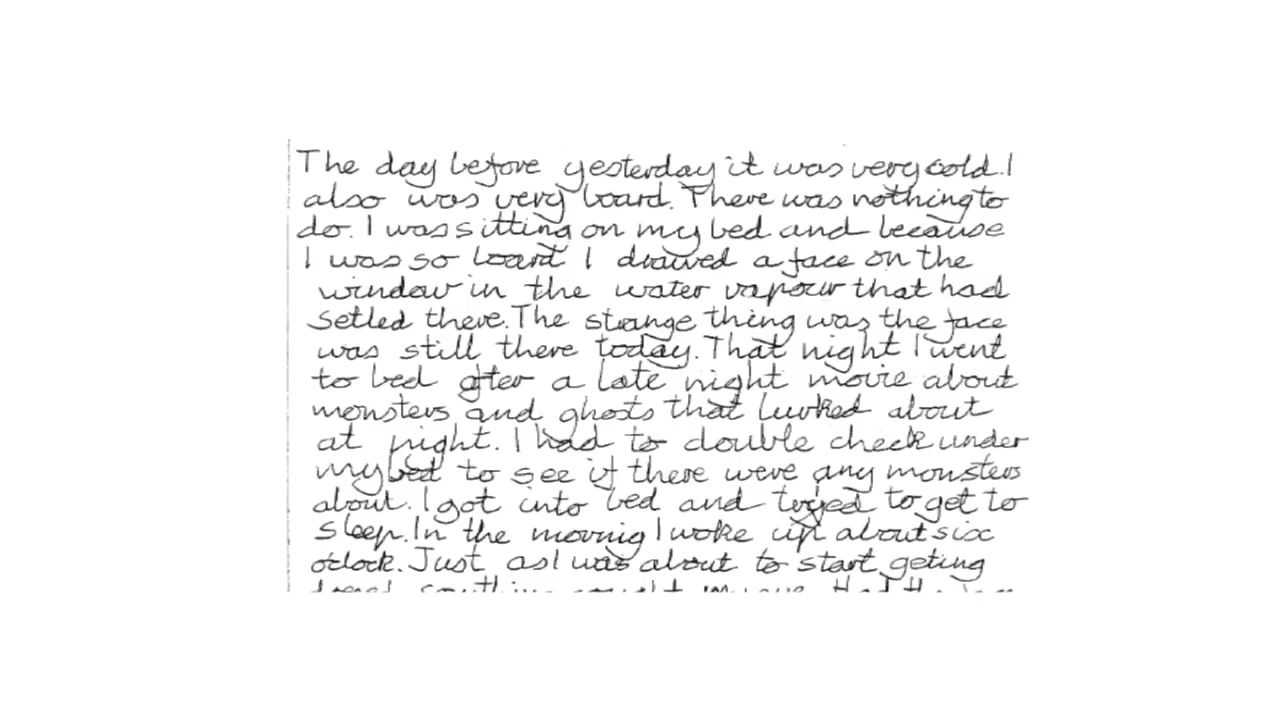 The day before yesterday it was very cold. I
also was very board. There was nothing to
do. I was sitting on my bed and because
I was so board I drawed a face on the
window in the water vapour that had
setled there. The strange thing was the face
was still there today. That night I went
to bed after a late night movie about
monsters and ghosts that lurked about
at night. I had to double check under
my bed to see if there were any monsters
about. I got into bed and tryed to get to
sleep. In the mornig I woke up about six
o'clock. Just as I was about to start geting